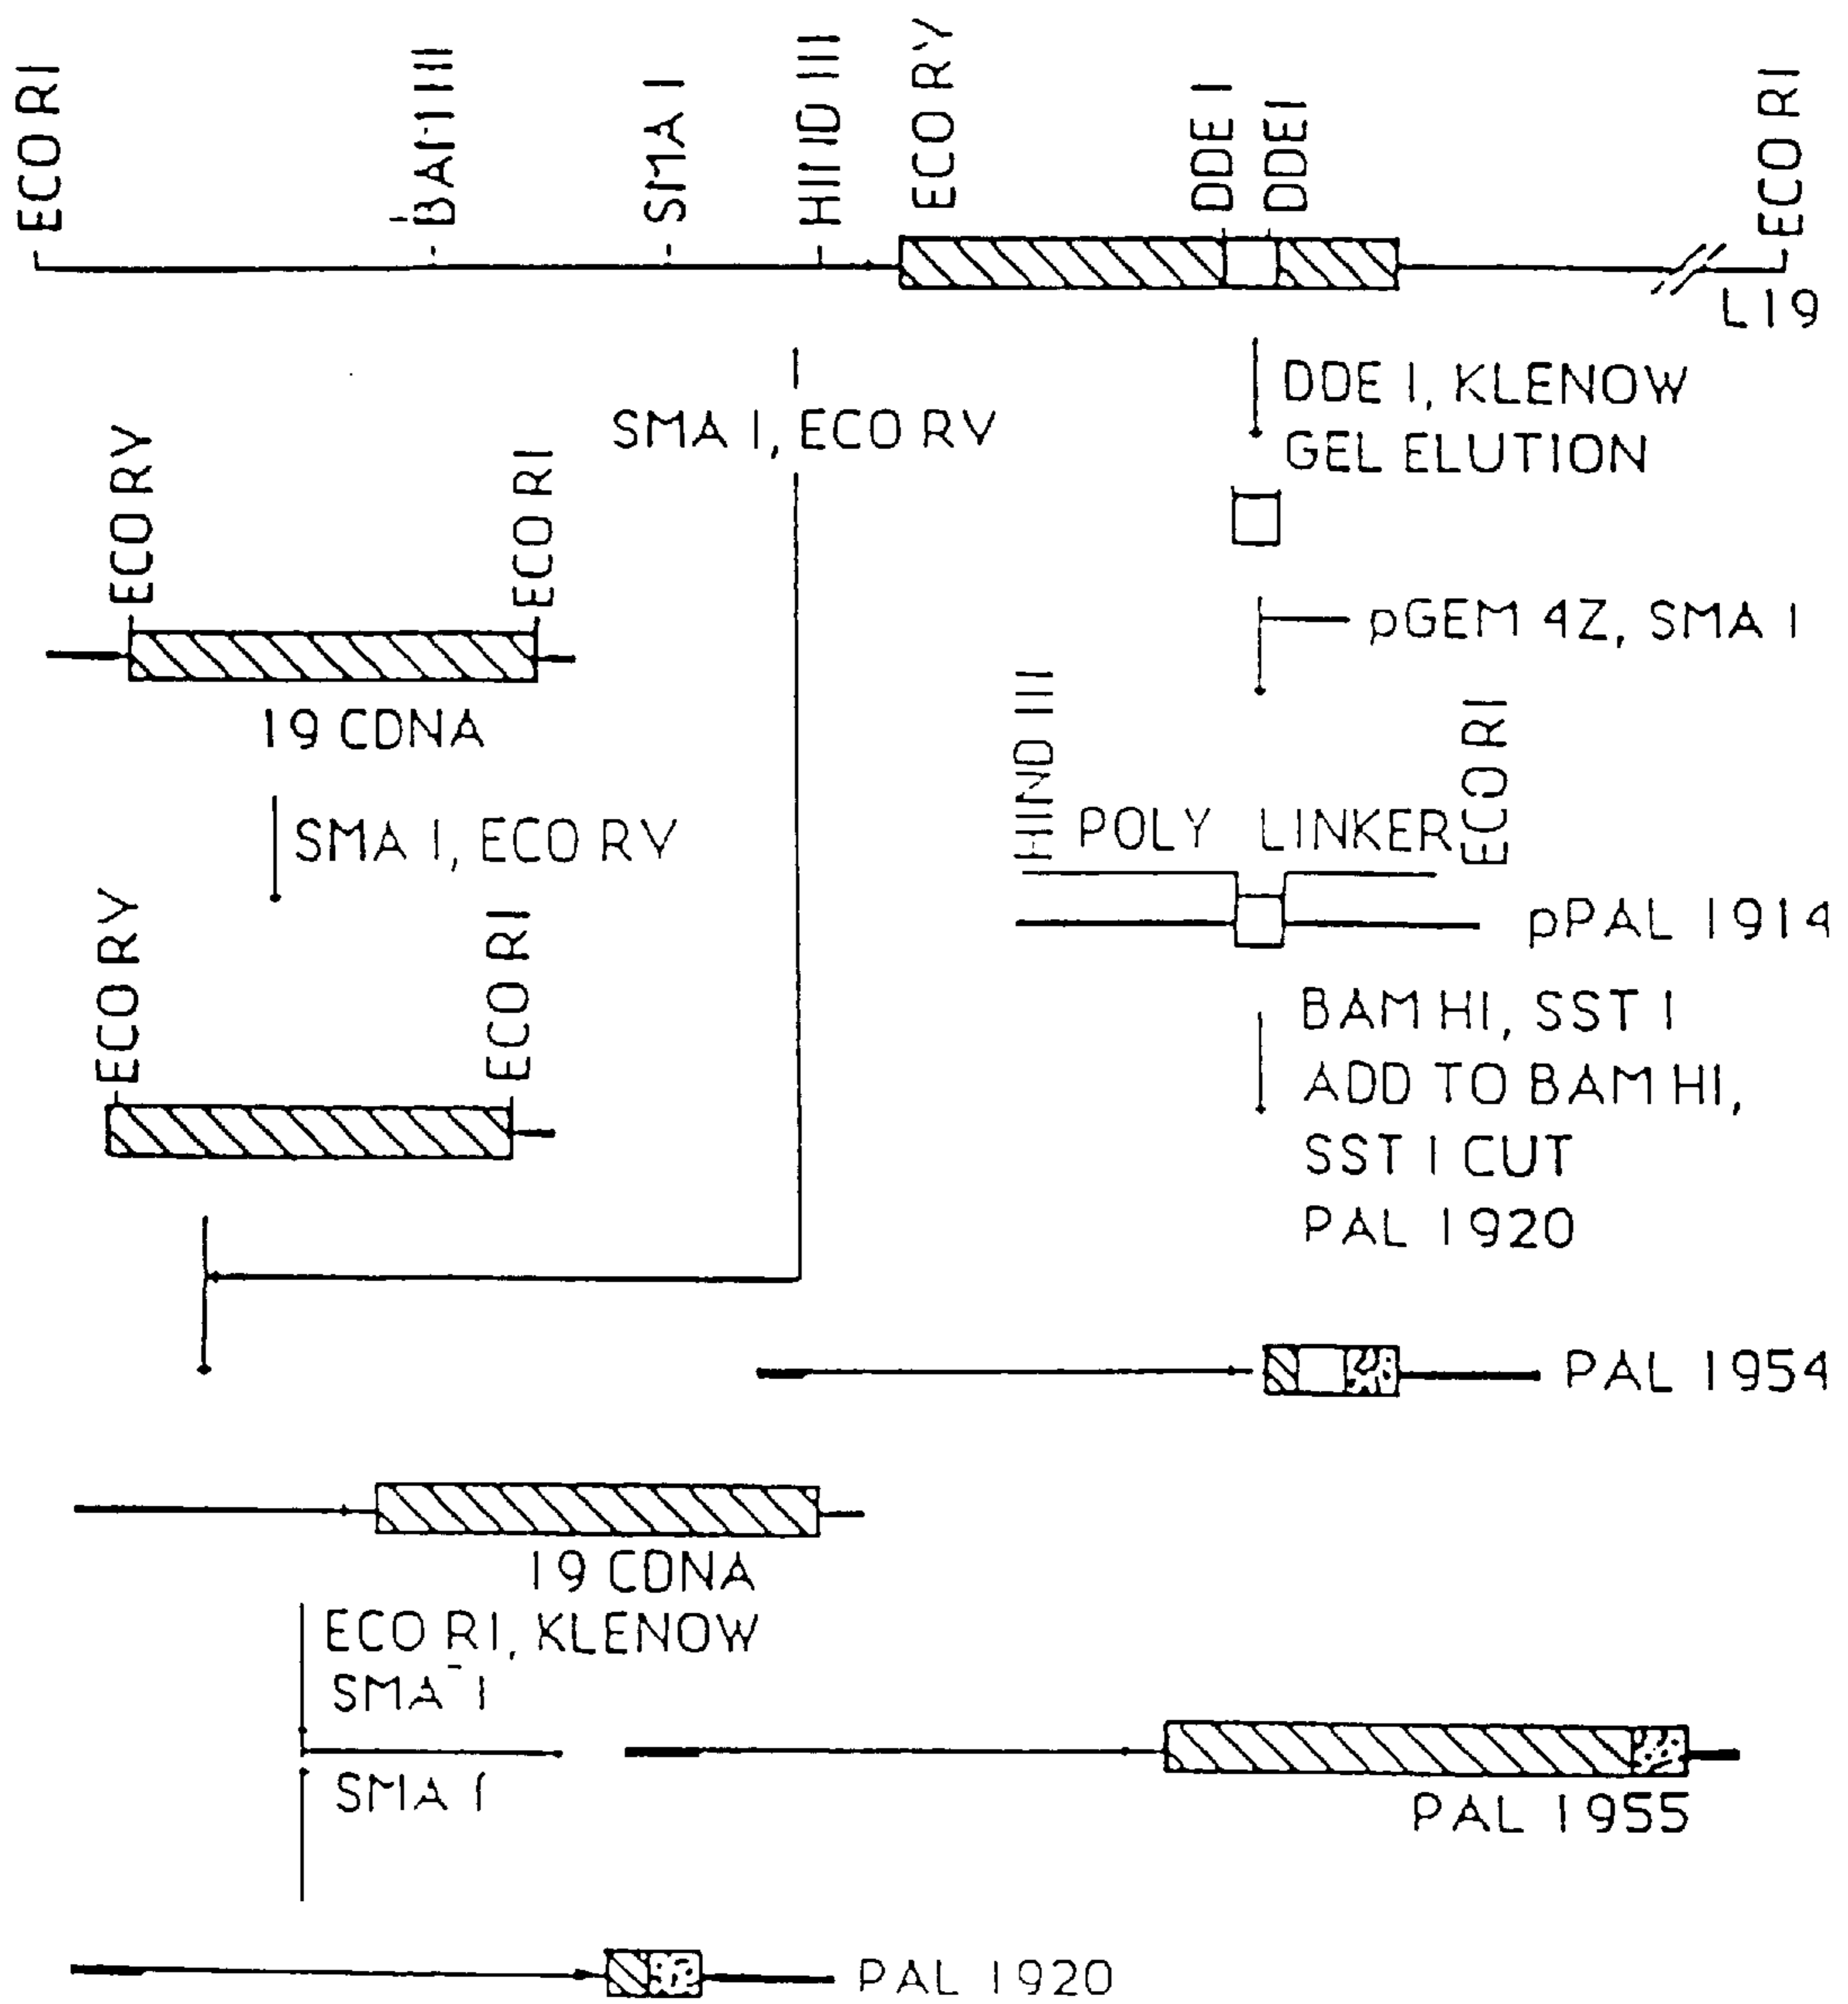 ECO RI
SMA I
HIND III
ECO RV
DDE I
DDE I
ECO RI
L19
DDE I, KLENOW
GEL ELUTION
SMA I, ECO RV
ECO RV
ECO RI
19 CDNA
pGEM 4Z, SMA I
HIND III
POLY LINKER
ECO RI
SMA I, ECO RV
pPAL 1914
ECO RV
ECO RI
BAM HI, SST I
ADD TO BAM HI,
SST I CUT
PAL 1920
PAL 1954
19 CDNA
ECO RI, KLENOW
SMA I
SMA I
PAL 1955
PAL 1920